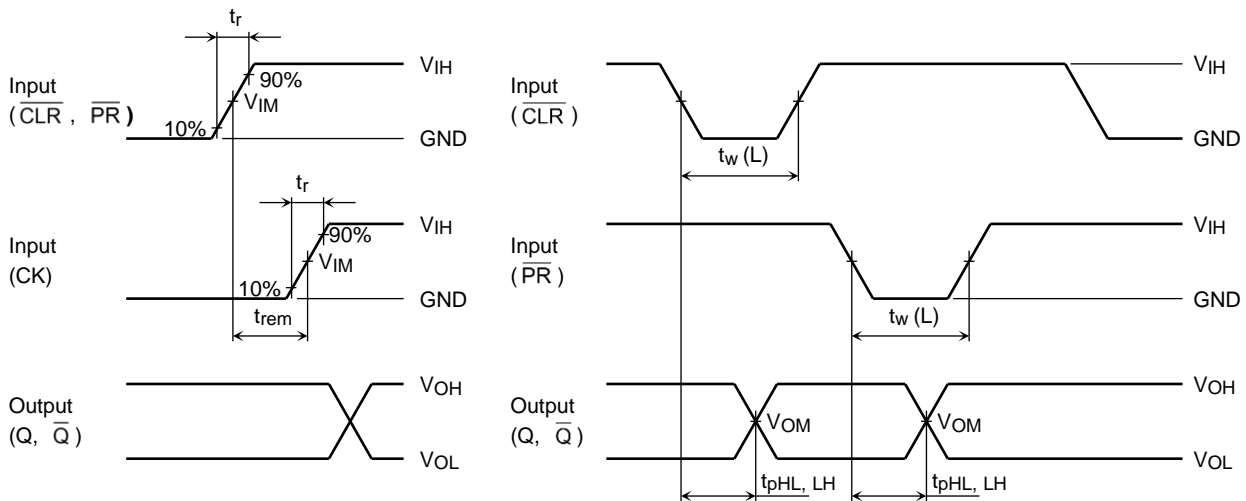 tr
Input
(CLR , PR)
10%
90%
VIM
VIH
GND
tr
Input
(CK)
10%
90%
VIM
VIH
GND
trem
Output
(Q, Q)
VOH
VOL
Input
(CLR)
VIH
GND
tw (L)
Input
(PR)
VIH
GND
tw (L)
Output
(Q, Q)
VOM
VOM
VOH
VOL
tpHL, LH
tpHL, LH